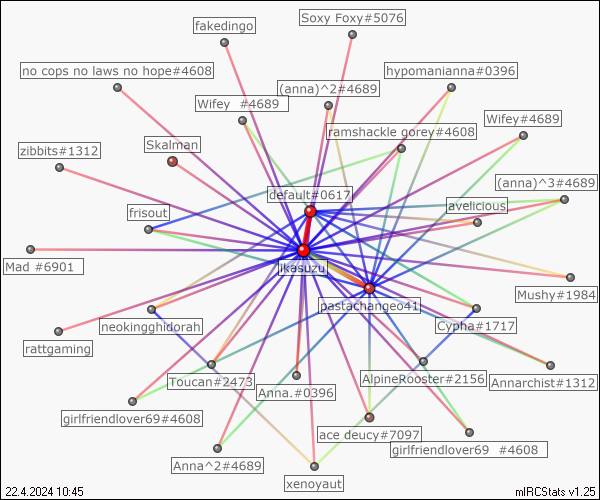 fakedingo
Soxy Foxy#5076
no cops no laws no hope#4608
hypomanianna#0396
(anna)^2#4689
Wifey  #4689
Wifey#4689
ramshackle gorey#4608
Skalman
zibbits#1312
default#0617
(anna)^3#4689
avelicious
frisout
Mad #6901
ikasuzu
Mushy#1984
pastachangeo41
neokingghidorah
Cypha#1717
rattgaming
Toucan#2473
Anna.#0396
AlpineRooster#2156
Annarchist#1312
girlfriendlover69#4608
ace deucy#7097
girlfriendlover69  #4608
Anna^2#4689
xenoyaut
22.4.2024 10:45
mIRCStats v1.25